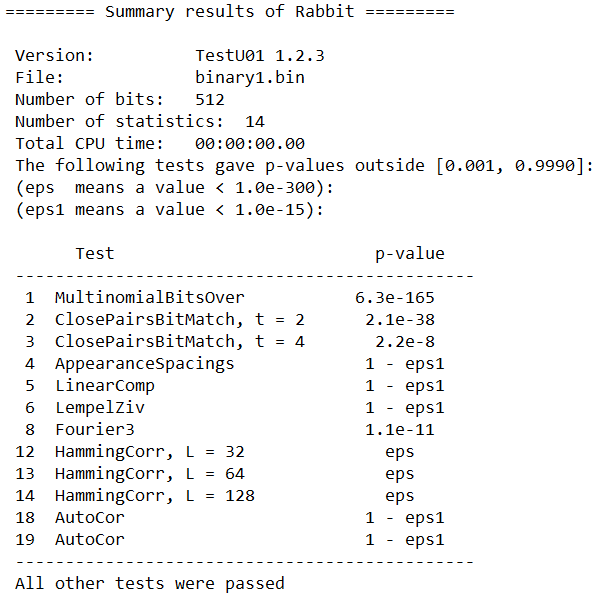 ========= Summary results of Rabbit =========
Version:          TestU01 1.2.3
File:             binary1.bin
Number of bits:   512
Number of statistics:  14
Total CPU time:   00:00:00.00
The following tests gave p-values outside [0.001, 0.9990]:
(eps  means a value < 1.0e-300):
(eps1 means a value < 1.0e-15):
      Test                          p-value
----------------------------------------------
 1  MultinomialBitsOver           6.3e-165
 2  ClosePairsBitMatch, t = 2      2.1e-38
 3  ClosePairsBitMatch, t = 4       2.2e-8
 4  AppearanceSpacings             1 - eps1
 5  LinearComp                     1 - eps1
 6  LempelZiv                      1 - eps1
 8  Fourier3                       1.1e-11
12  HammingCorr, L = 32              eps
13  HammingCorr, L = 64              eps
14  HammingCorr, L = 128             eps
18  AutoCor                        1 - eps1
19  AutoCor                        1 - eps1
----------------------------------------------
All other tests were passed